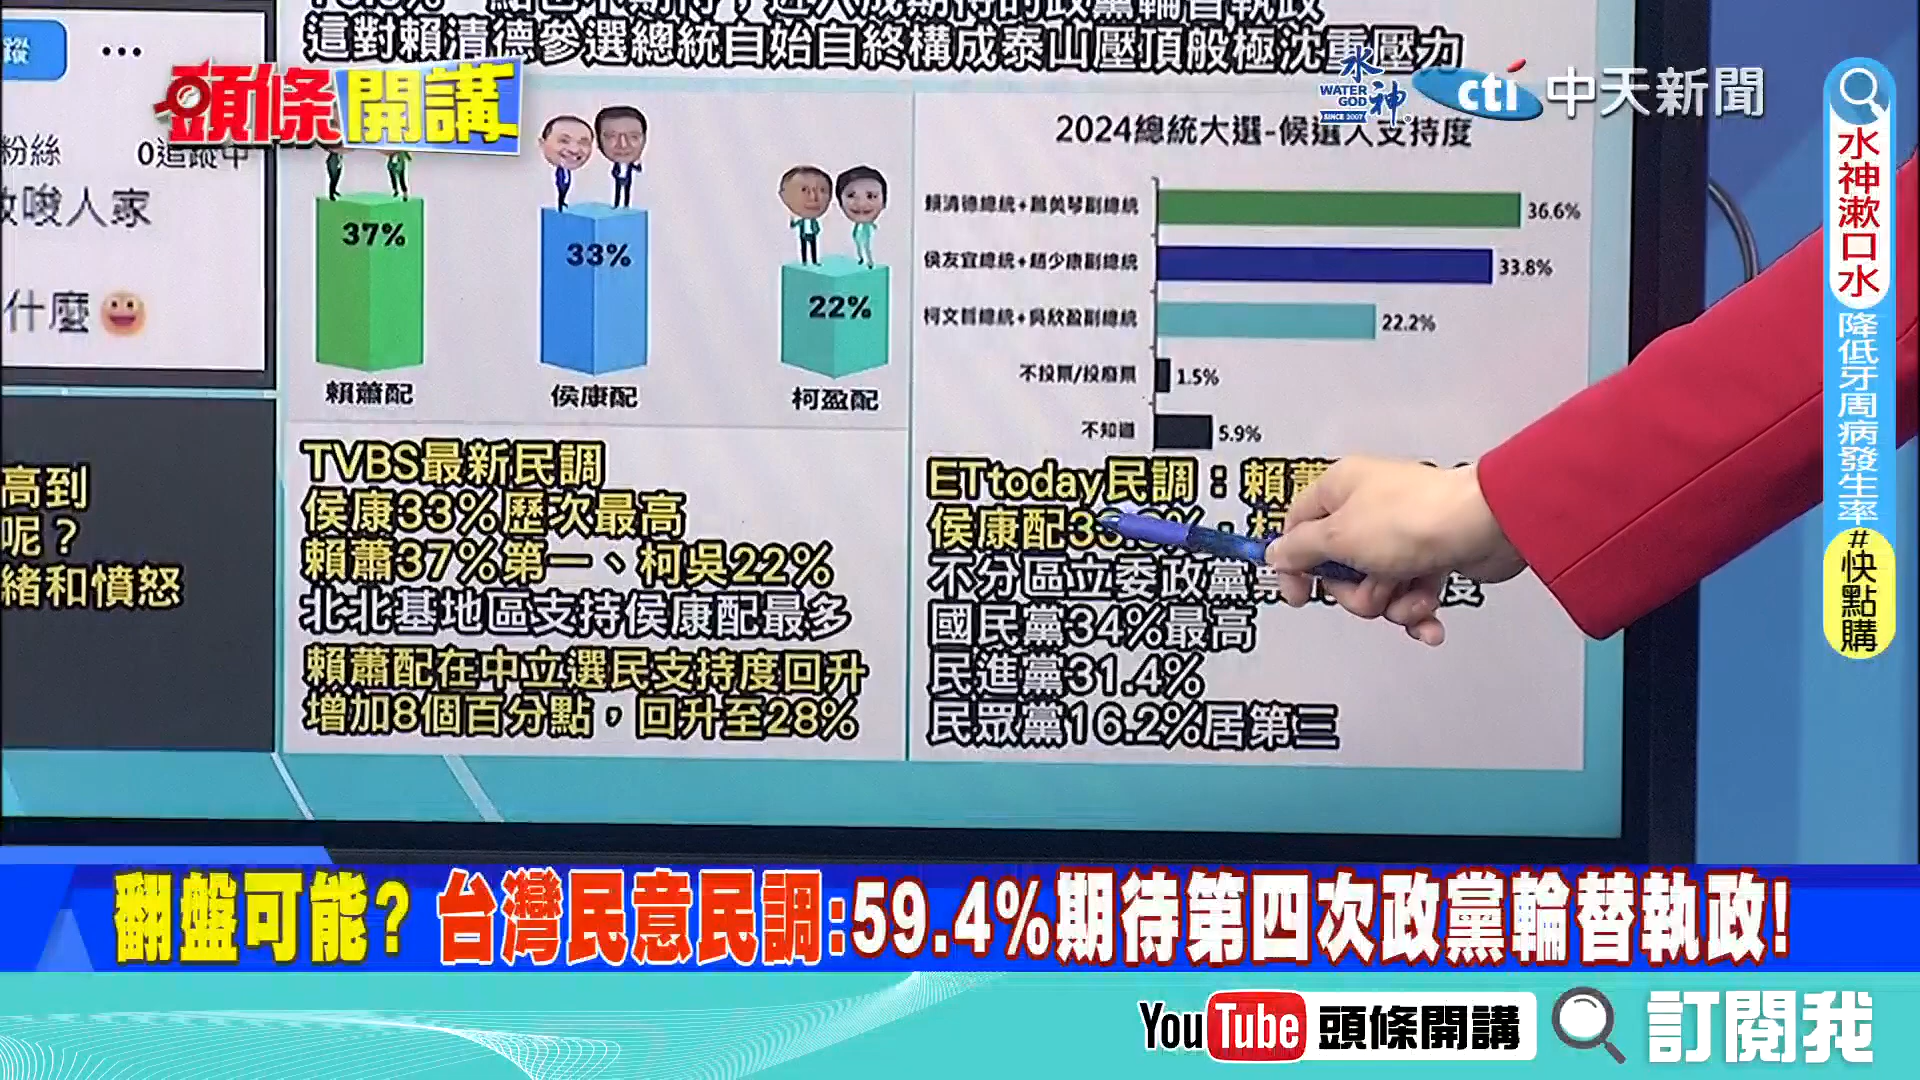 這對賴清德參選總統自始自終構成泰山壓頂般極沈重壓力
頭條開講
水神
WATER GOD
SINCE 2007
cti 中天新聞
粉絲 0追蹤中
人家
什麼
高到
呢?
緒和憤怒
37%
33%
22%
賴蕭配
侯康配
柯盈配
2024總統大選-候選人支持度
賴清德總統+蕭美琴副總統 36.6%
侯友宜總統+趙少康副總統 33.8%
柯文哲總統+吳欣盈副總統 22.2%
不投票/投廢票 1.5%
不知道 5.9%
TVBS最新民調
侯康33%歷次最高
賴蕭37%第一、柯吳22%
北北基地區支持侯康配最多
賴蕭配在中立選民支持度回升
增加8個百分點,回升至28%
ETtoday民調:賴蕭
侯康配33.8%,柯
不分區立委政黨票
國民黨34%最高
民進黨31.4%
民眾黨16.2%居第三
水神漱口水
降低牙周病發生率
#快點購
翻盤可能? 台灣民意民調:59.4%期待第四次政黨輪替執政!
YouTube 頭條開講 訂閱我